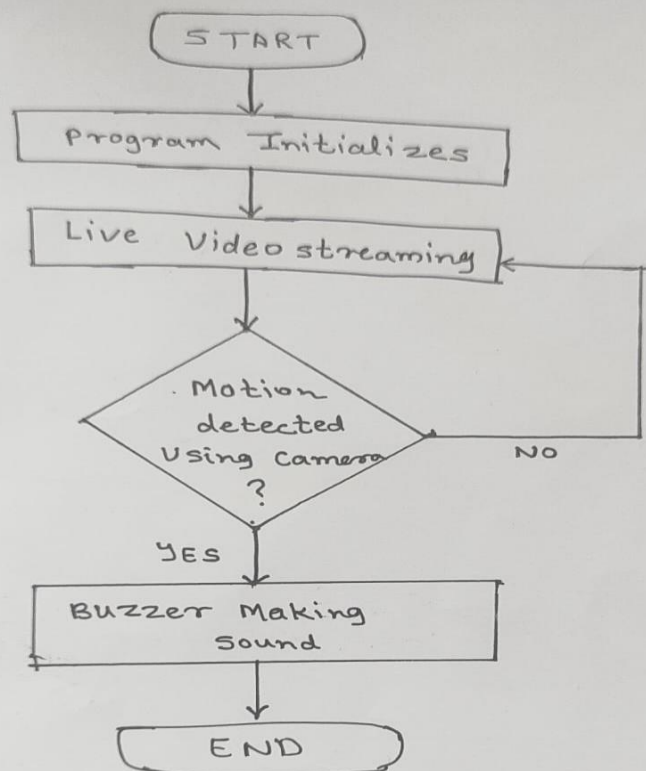 START
Program Initializes
Live Video streaming
Motion
detected
Using Camera
?
NO
YES
Buzzer Making
Sound
END